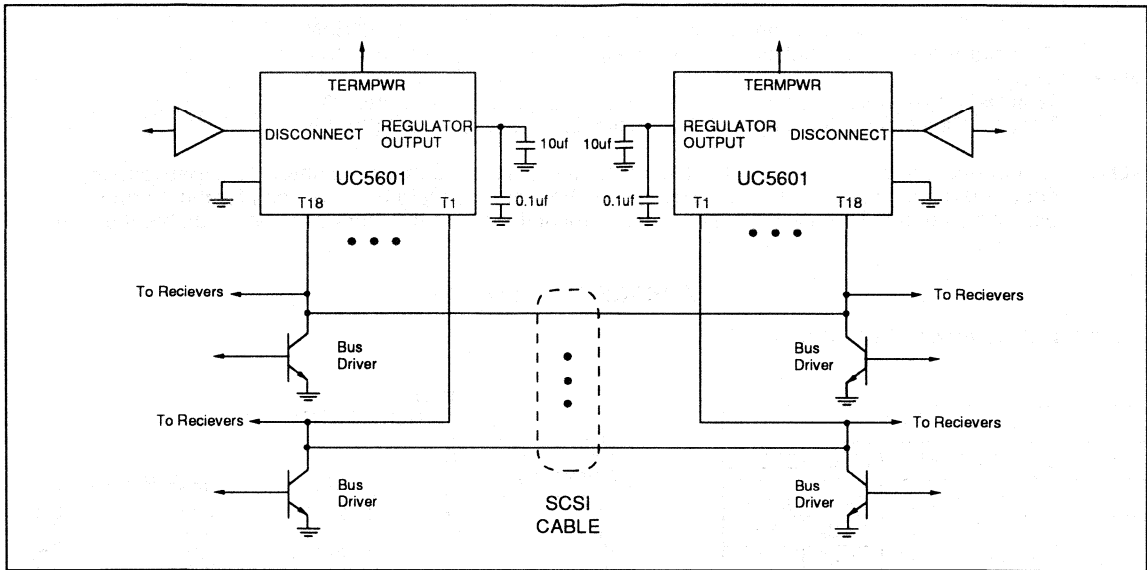 TERMPWR
TERMPWR
DISCONNECT
REGULATOR
OUTPUT
10uf
10uf
REGULATOR
OUTPUT
DISCONNECT
UC5601
UC5601
0.1uf
0.1uf
T18
T1
T1
T18
To Recievers
To Recievers
Bus
Driver
Bus
Driver
To Recievers
To Recievers
Bus
Driver
Bus
Driver
SCSI
CABLE